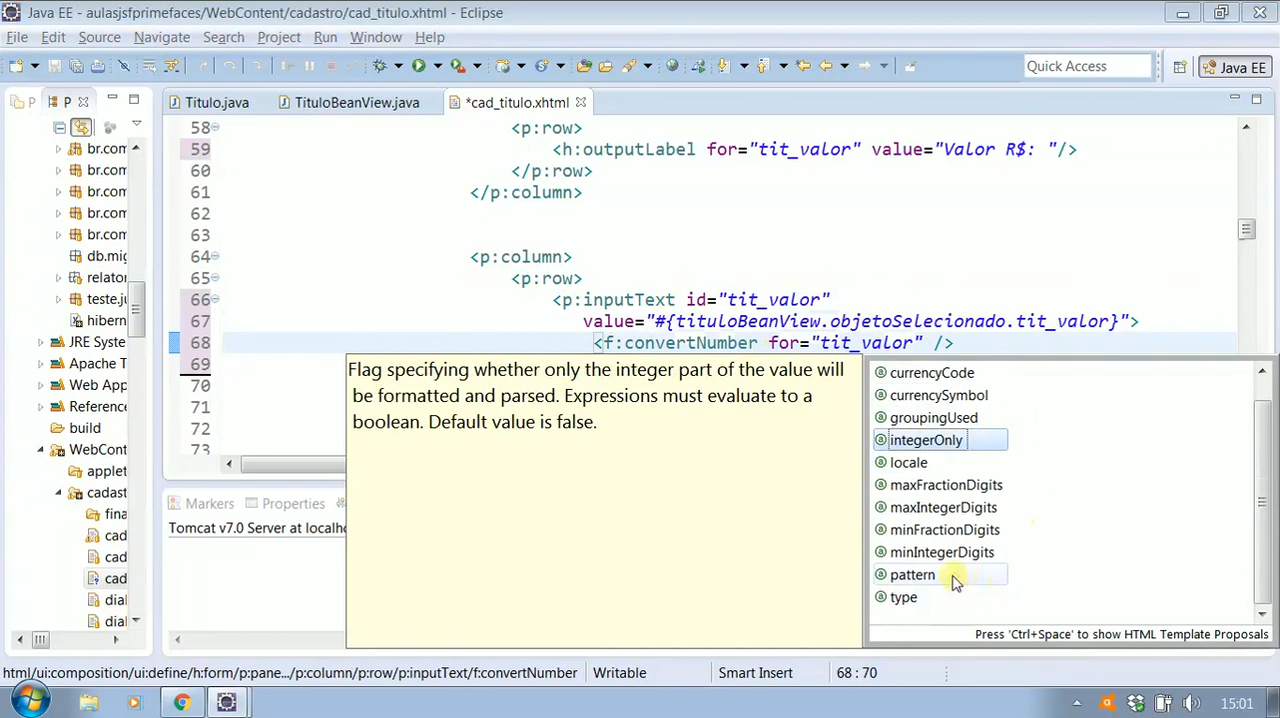 Java EE - aulasjsfprimefaces/WebContent/cadastro/cad_titulo.xhtml - Eclipse
File Edit Source Navigate Search Project Run Window Help
Quick Access
Java EE
P
P
Titulo.java
TituloBeanView.java
*cad_titulo.xhtml
br.com
br.com
br.com
br.com
br.com
db.mig
relator
teste.ju
hibern
JRE Syste
Apache T
Web App
Reference
build
WebCont
applet
cadast
fina
cad
cad
cad
dial
dial
58 <p:row>
59 <h:outputLabel for="tit_valor" value="Valor R$: "/>
60 </p:row>
61 </p:column>
62
63
64 <p:column>
65 <p:row>
66 <p:inputText id="tit_valor"
67 value="#{tituloBeanView.objetoSelecionado.tit_valor}">
68 <f:convertNumber for="tit_valor" />
69
70
71
72
73
Flag specifying whether only the integer part of the value will
be formatted and parsed. Expressions must evaluate to a
boolean. Default value is false.
currencyCode
currencySymbol
groupingUsed
integerOnly
locale
maxFractionDigits
maxIntegerDigits
minFractionDigits
minIntegerDigits
pattern
type
Press 'Ctrl+Space' to show HTML Template Proposals
Markers
Properties
Tomcat v7.0 Server at localho
html/ui:composition/ui:define/h:form/p:pane.../p:column/p:row/p:inputText/f:convertNumber
Writable
Smart Insert
68 : 70
15:01